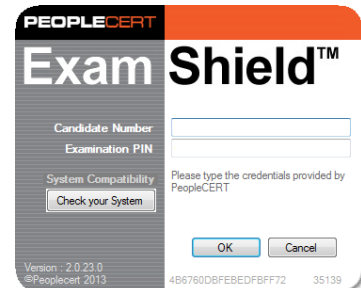 PEOPLECERT
Exam Shield™
Candidate Number
Examination PIN
System Compatibility
Please type the credentials provided by
PeopleCERT
Check your System
OK Cancel
Version : 2.0.23.0
©Peoplecert 2013
4B6760DBFEBEDFBFF72 35139